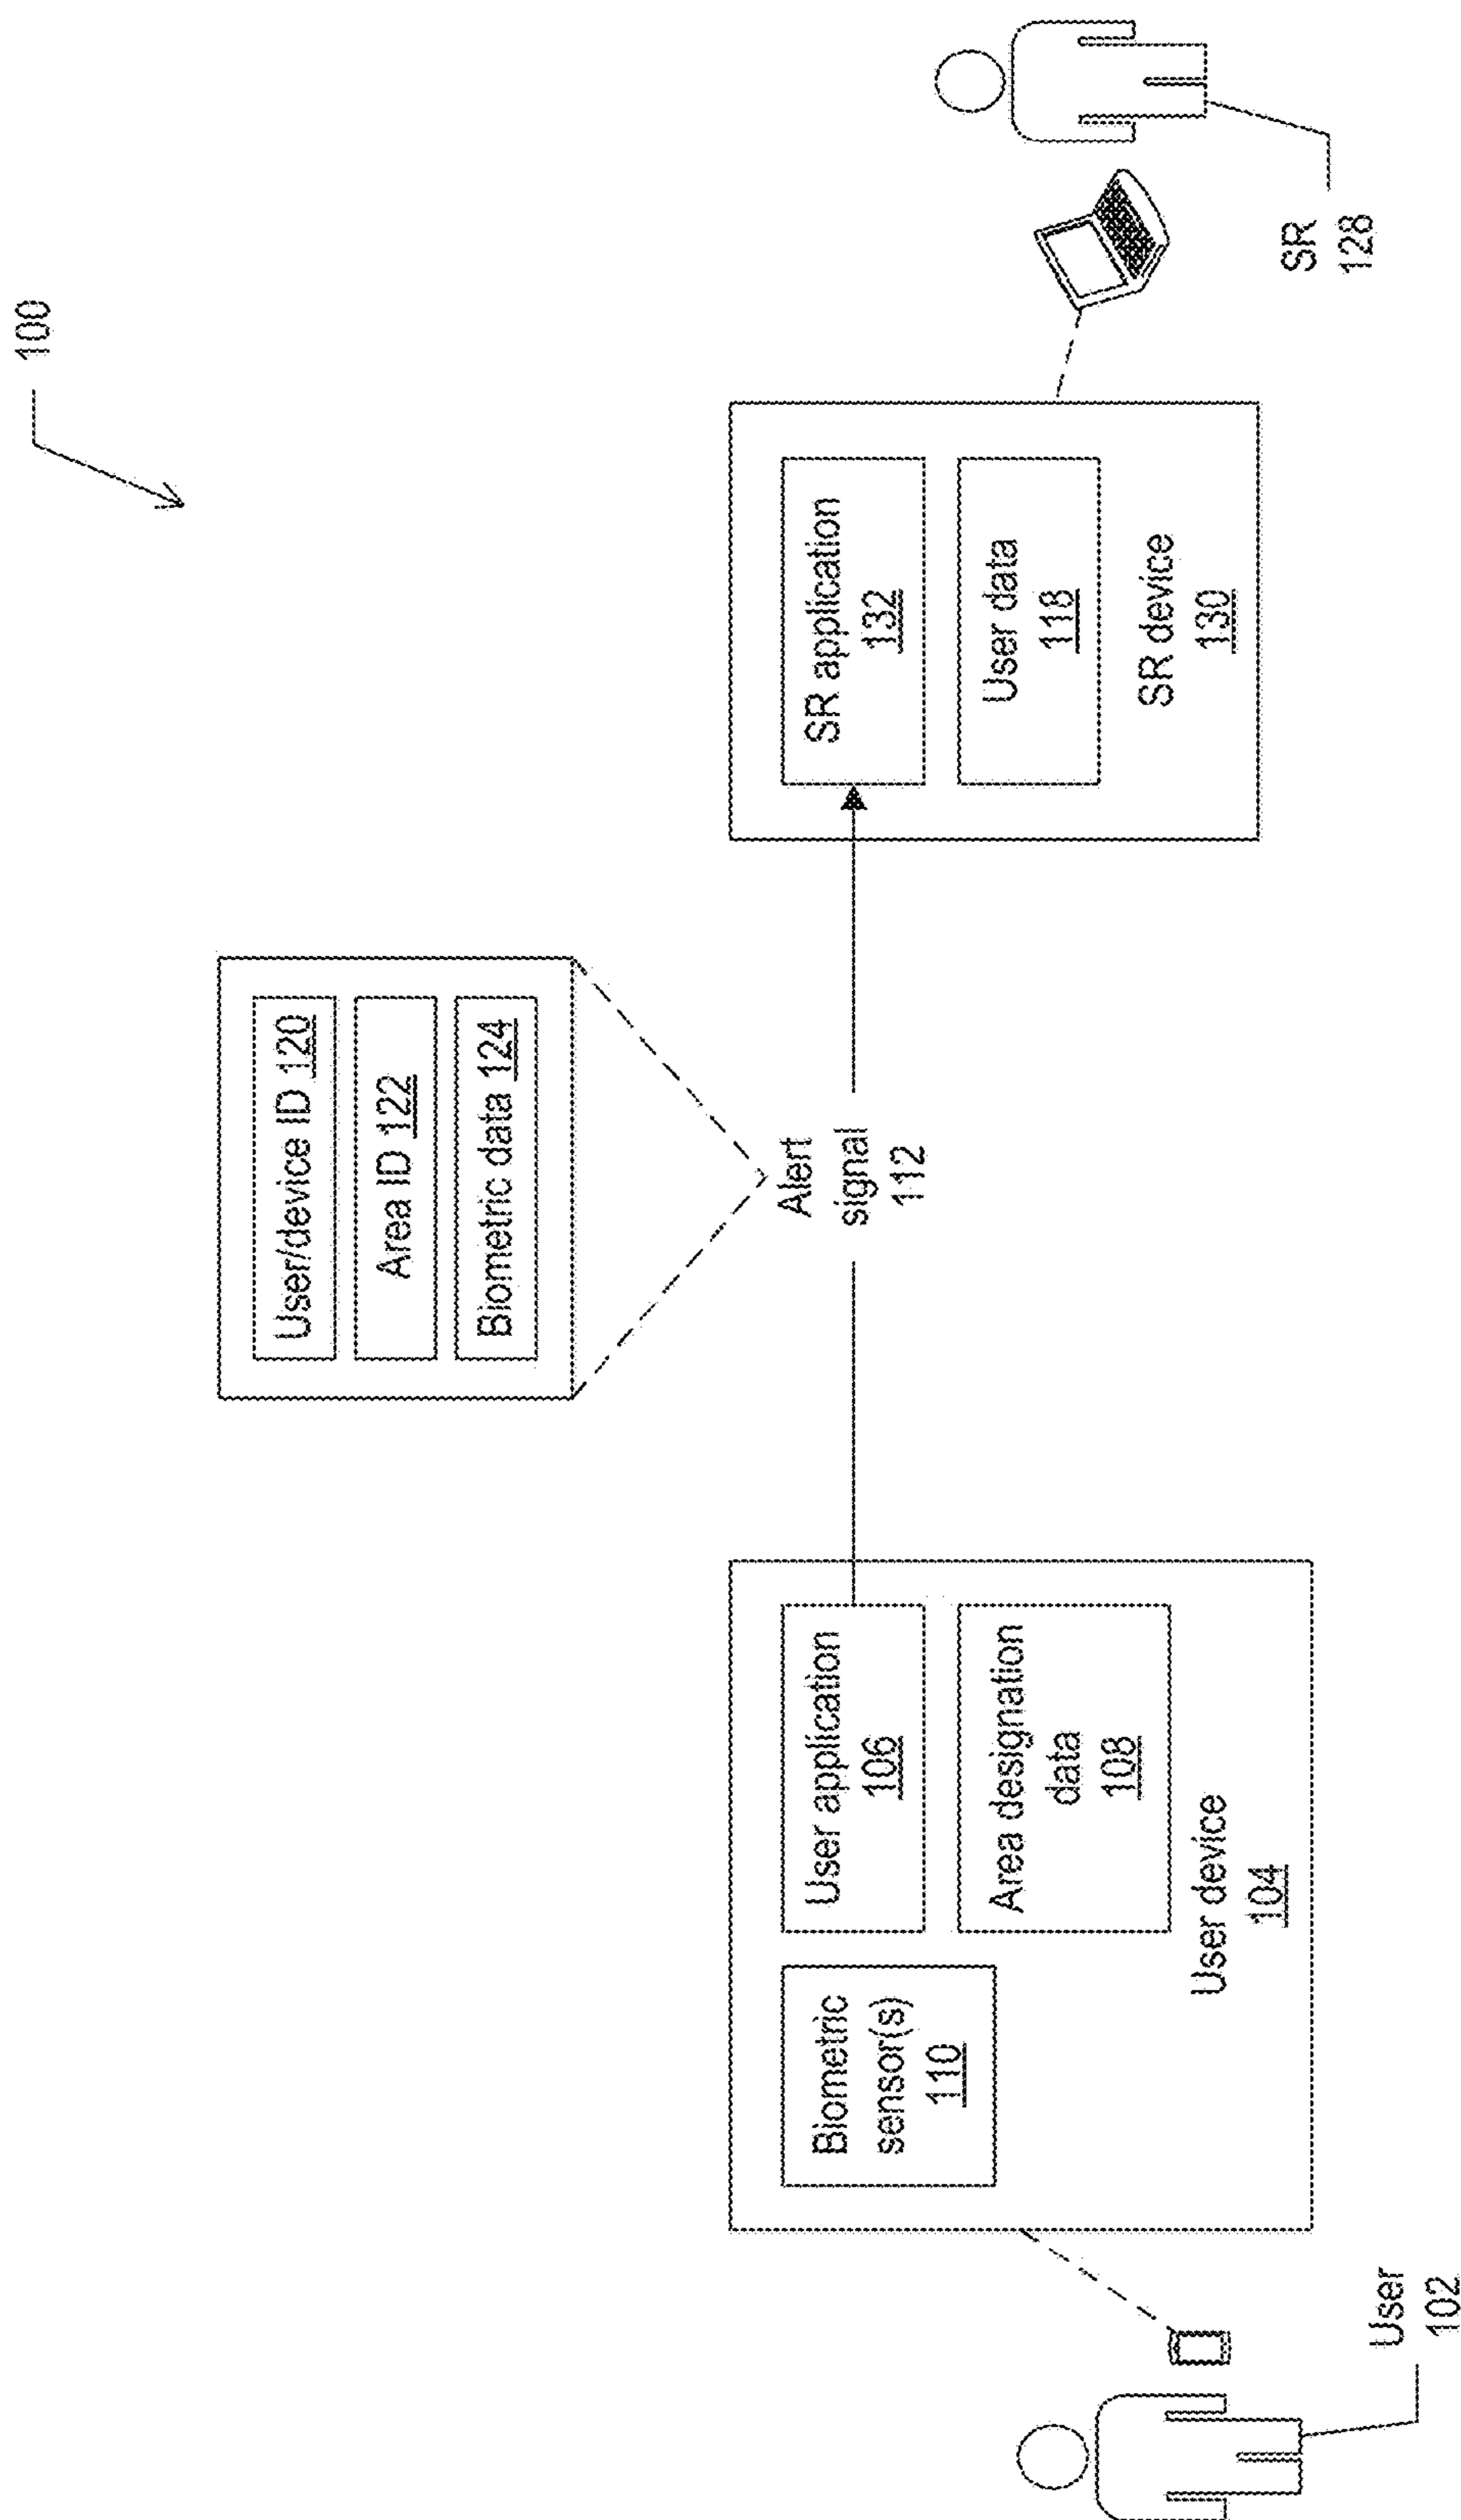 100
User/device ID 120
Area ID 122
Biometric data 124
Alert
signal
112
Biometric
sensor(s)
110
User application
106
Area designation
data
108
User device
104
User
102
SR application
132
User data
118
SR device
130
SR
128